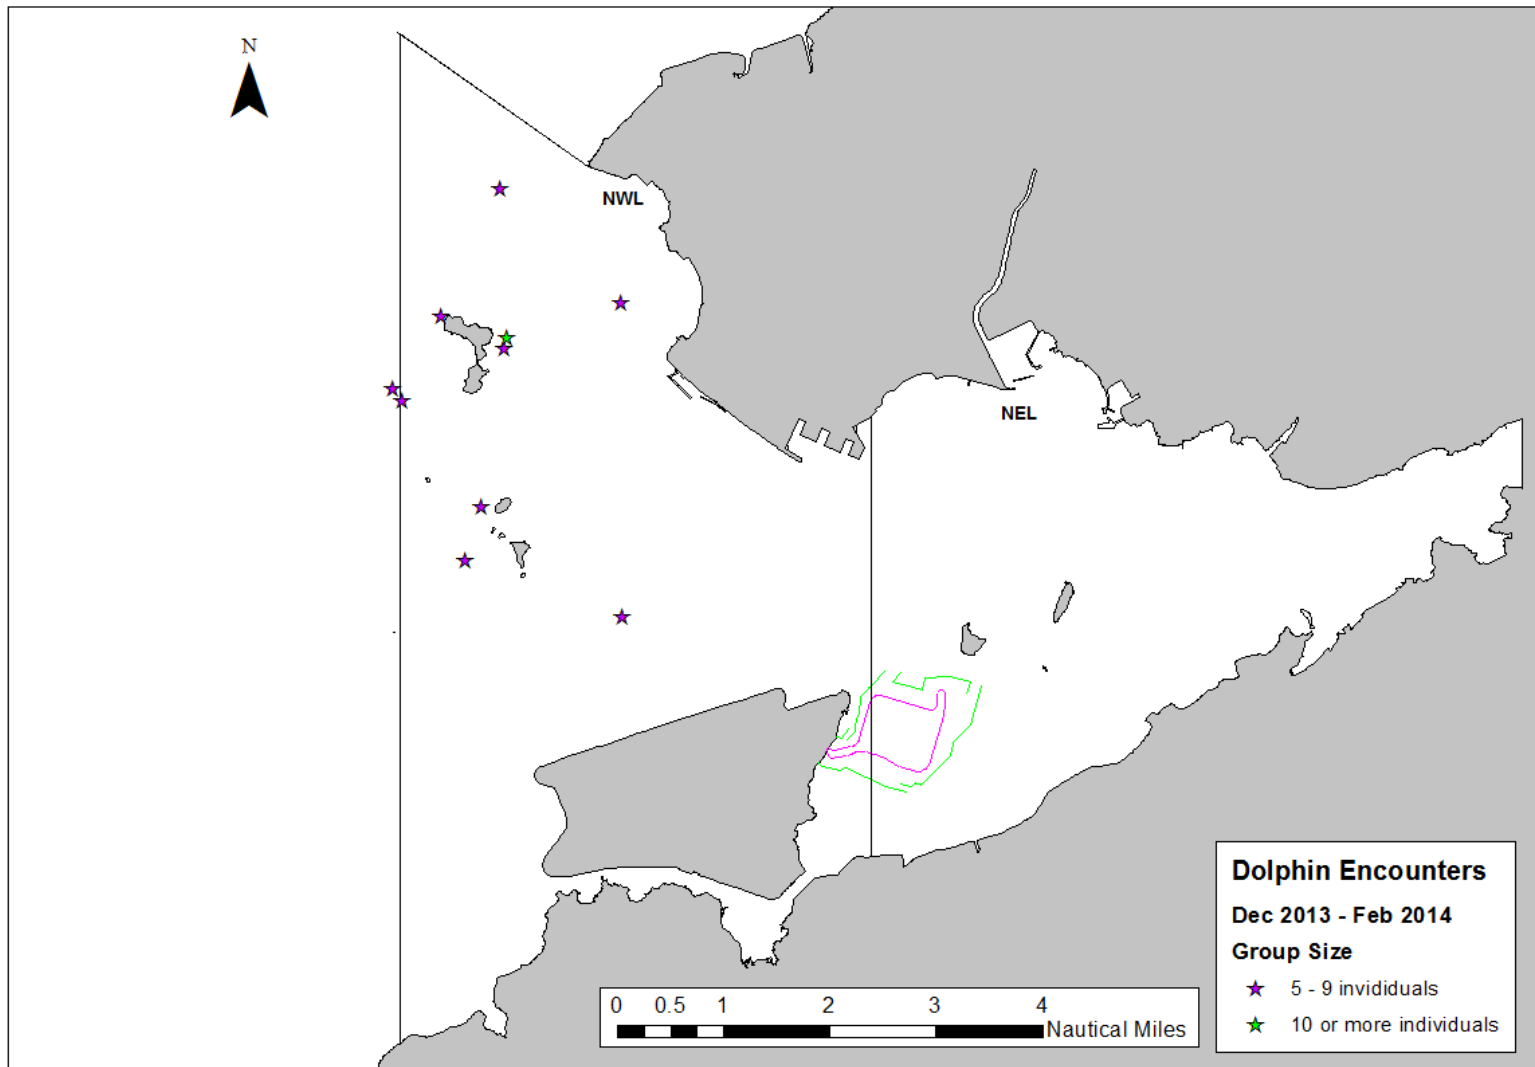 N
NWL
NEL
Dolphin Encounters
Dec 2013 - Feb 2014
Group Size
5 - 9 invididuals
10 or more individuals
0 0.5 1 2 3 4
Nautical Miles